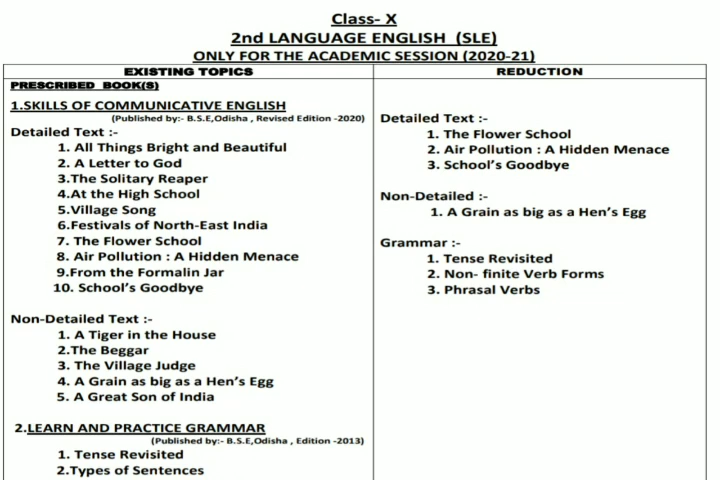 Class- X
2nd LANGUAGE ENGLISH (SLE)
ONLY FOR THE ACADEMIC SESSION (2020-21)
EXISTING TOPICS
PRESCRIBED BOOK(S)
1.SKILLS OF COMMUNICATIVE ENGLISH
(Published by:- B.S.E,Odisha , Revised Edition -2020)
Detailed Text :-
1. All Things Bright and Beautiful
2. A Letter to God
3.The Solitary Reaper
4.At the High School
5.Village Song
6.Festivals of North-East India
7. The Flower School
8. Air Pollution : A Hidden Menace
9.From the Formalin Jar
10. School's Goodbye
Non-Detailed Text :-
1. A Tiger in the House
2.The Beggar
3. The Village Judge
4. A Grain as big as a Hen's Egg
5. A Great Son of India
2.LEARN AND PRACTICE GRAMMAR
(Published by:- B.S.E,Odisha , Edition -2013)
1. Tense Revisited
2.Types of Sentences
REDUCTION
Detailed Text :-
1. The Flower School
2. Air Pollution : A Hidden Menace
3. School's Goodbye
Non-Detailed :-
1. A Grain as big as a Hen's Egg
Grammar :-
1. Tense Revisited
2. Non- finite Verb Forms
3. Phrasal Verbs